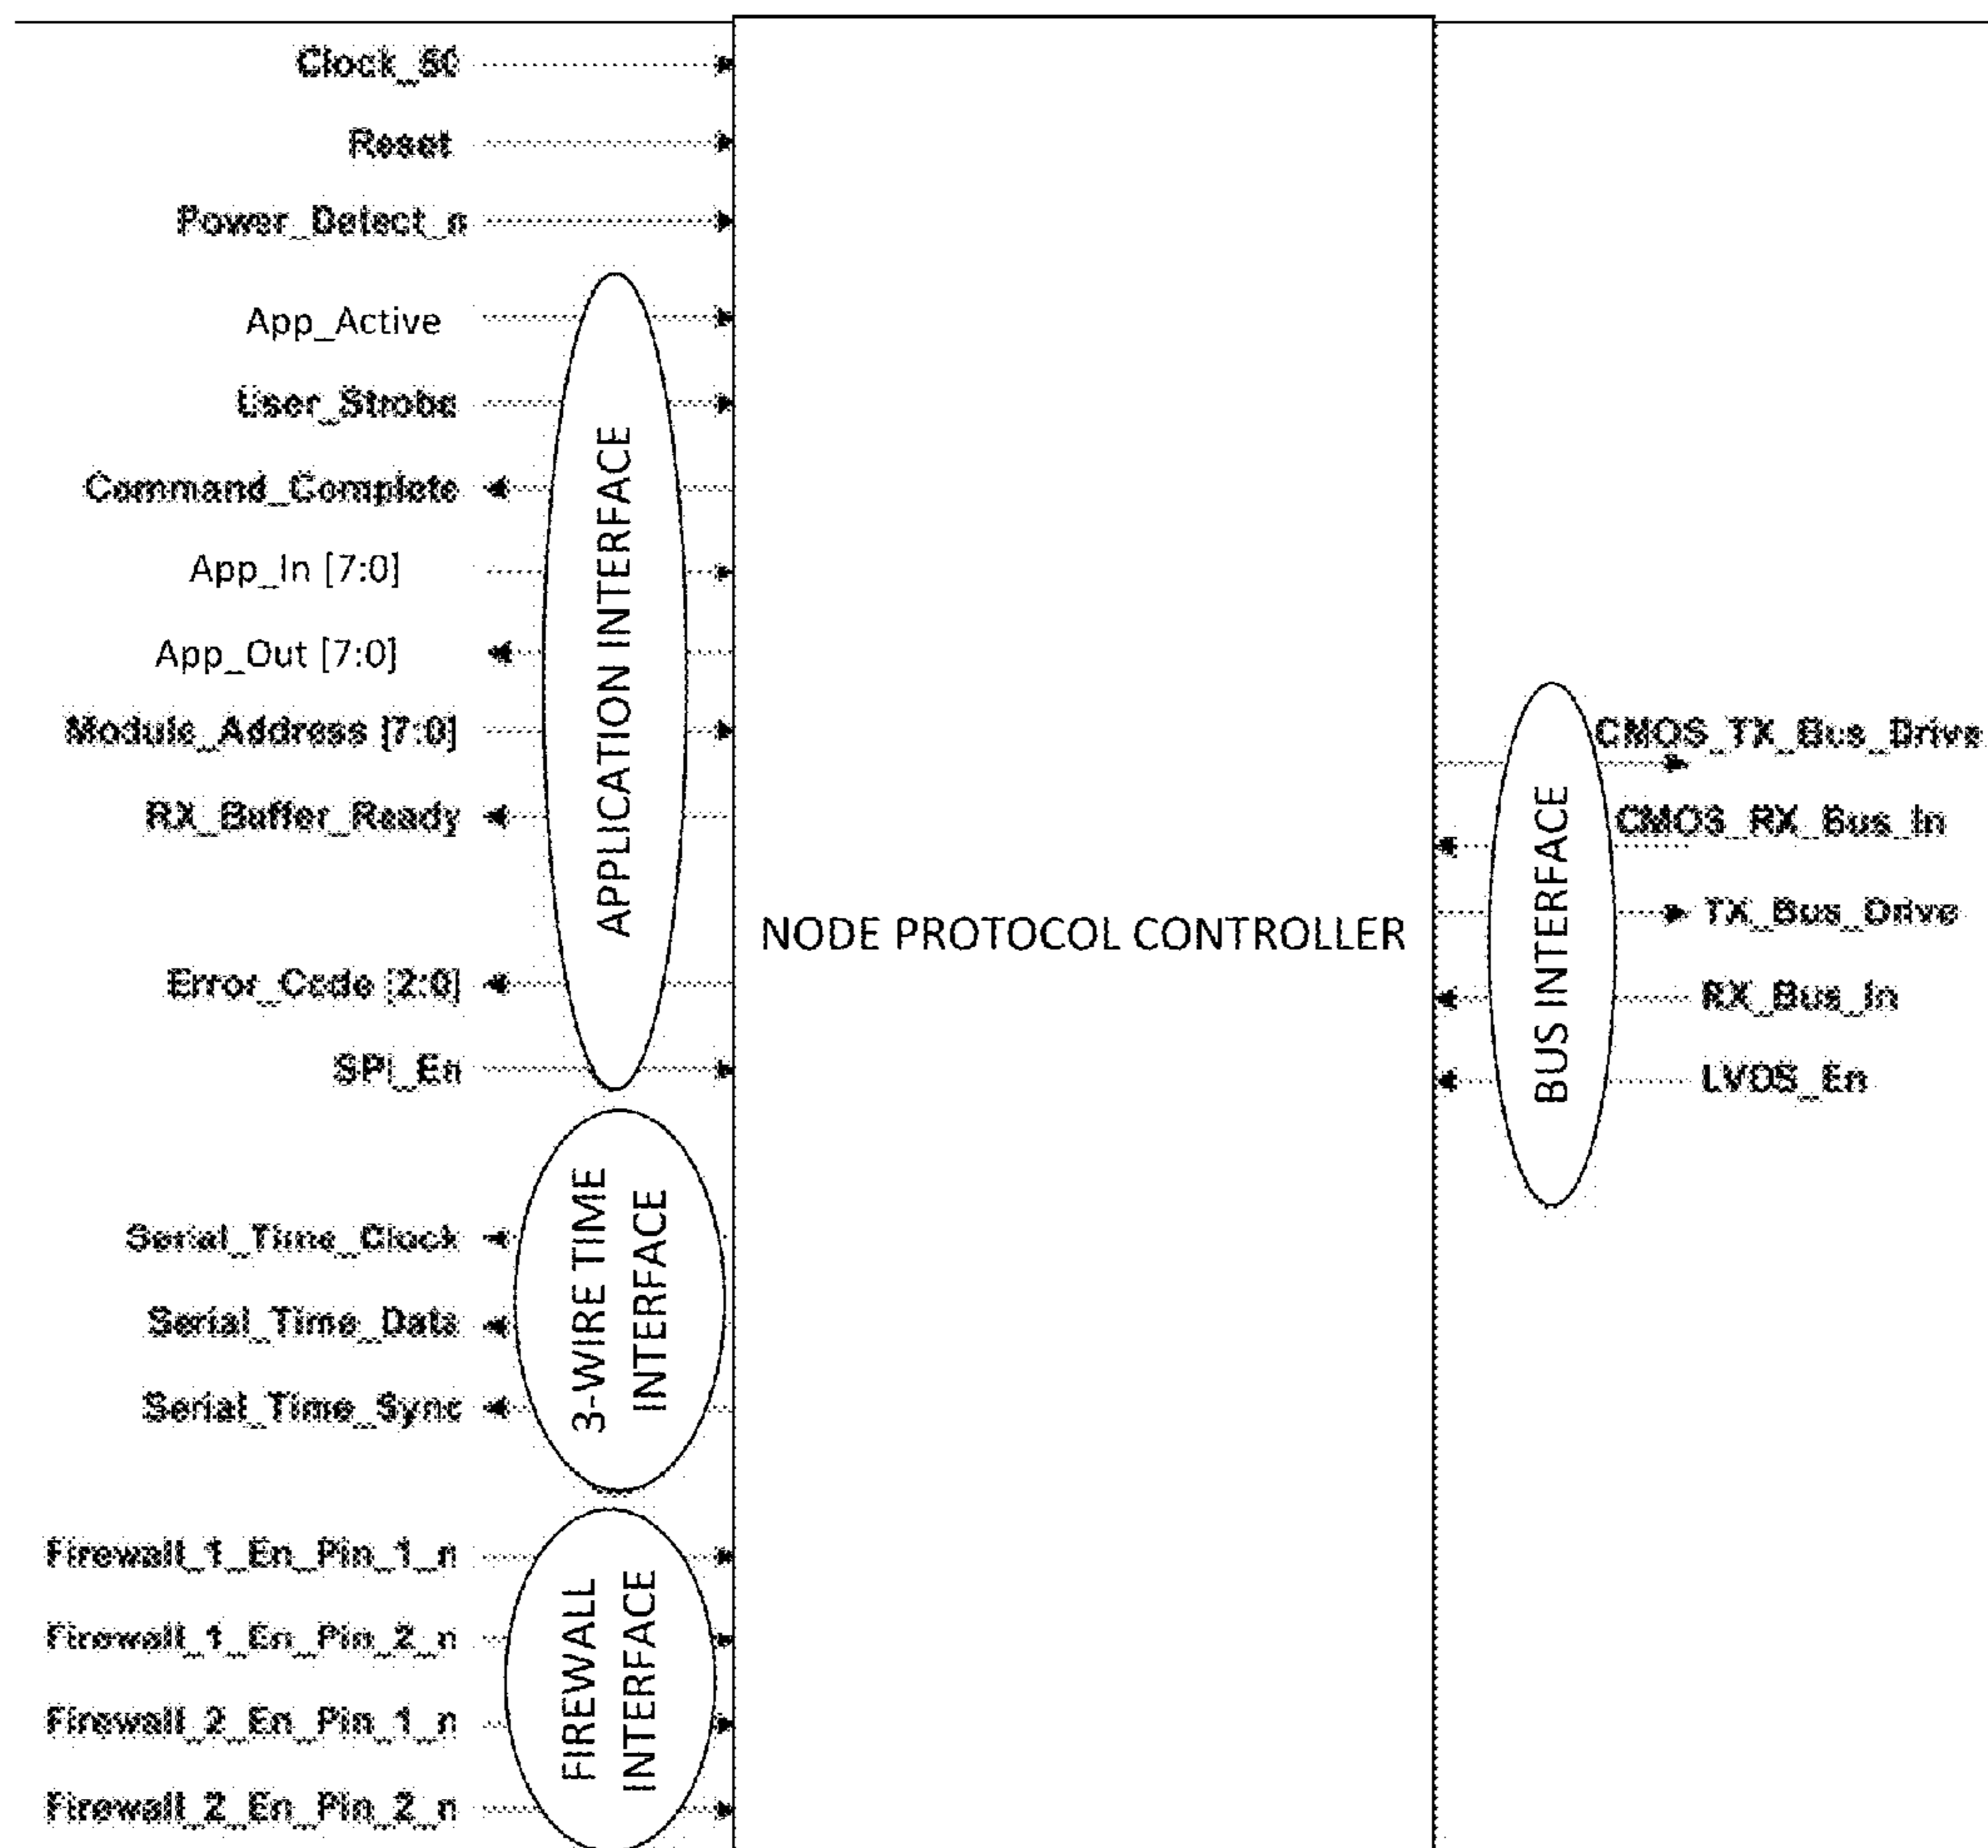 Clock_50
Reset
Power_Detect_n
App_Active
User_Strobe
Command_Complete
App_In [7:0]
App_Out [7:0]
Module_Address [7:0]
RX_Buffer_Ready
Error_Code [2:0]
SPI_En
APPLICATION INTERFACE
Serial_Time_Clock
Serial_Time_Data
Serial_Time_Sync
3-WIRE TIME
INTERFACE
Firewall_1_En_Pin_1_n
Firewall_1_En_Pin_2_n
Firewall_2_En_Pin_1_n
Firewall_2_En_Pin_2_n
FIREWALL
INTERFACE
NODE PROTOCOL CONTROLLER
BUS INTERFACE
CMOS_TX_Bus_Drive
CMOS_RX_Bus_In
TX_Bus_Drive
RX_Bus_In
LVDS_En